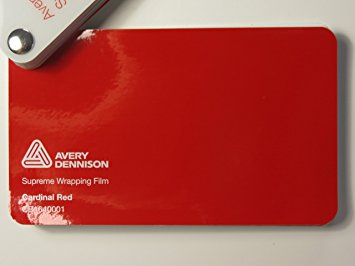 AVERY
DENNISON
Supreme Wrapping Film
Cardinal Red